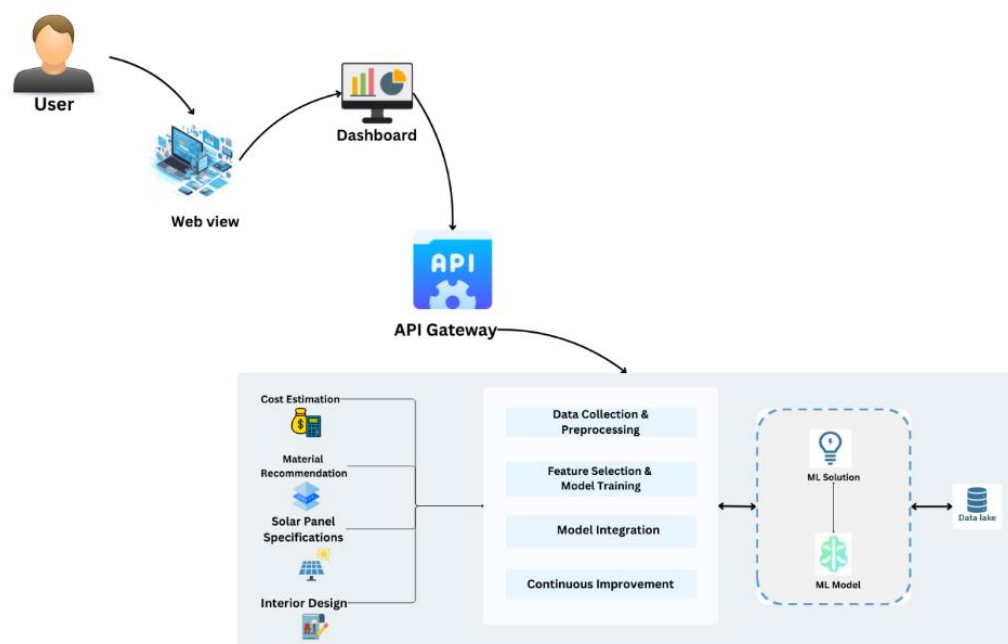 User
Web view
Dashboard
API
API Gateway
Cost Estimation
Material
Recommendation
Solar Panel
Specifications
Interior Design
Data Collection &
Preprocessing
Feature Selection &
Model Training
Model Integration
Continuous Improvement
ML Solution
ML Model
Data lake